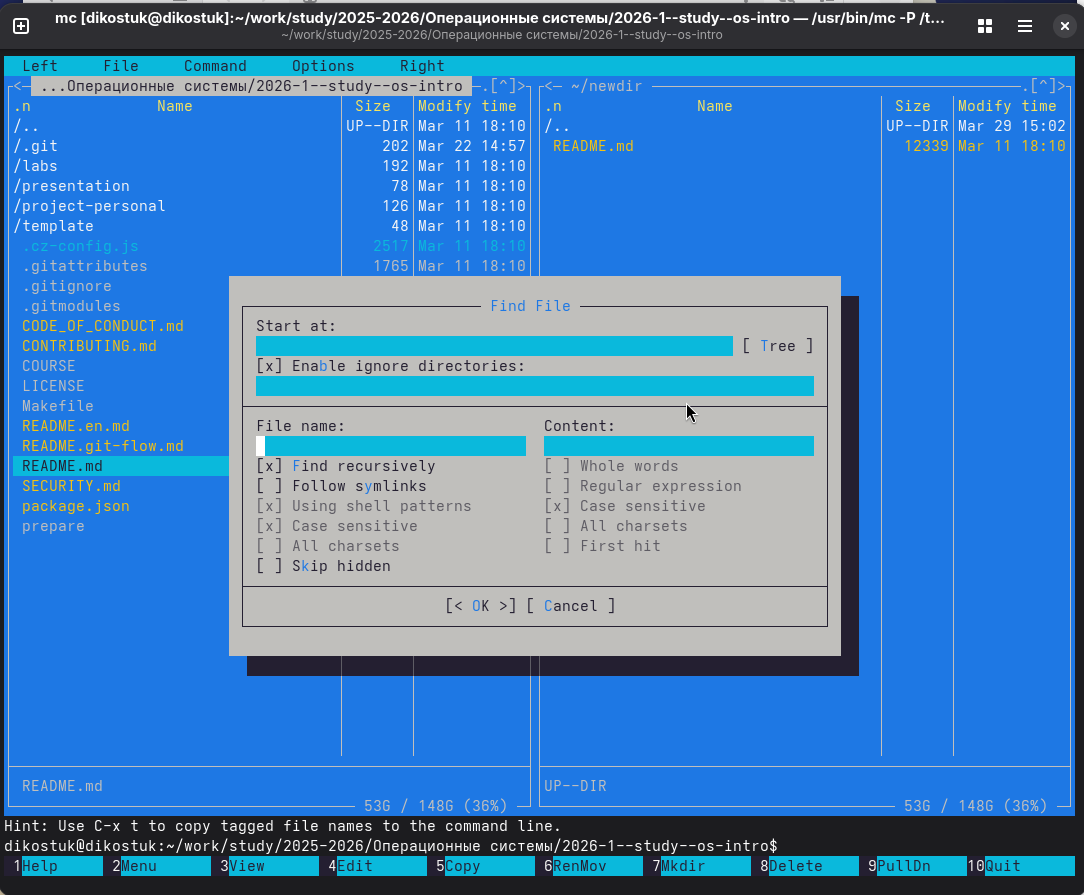 mc [dikostuk@dikostuk]:~/work/study/2025-2026/Операционные системы/2026-1--study--os-intro — /usr/bin/mc -P /t…
~/work/study/2025-2026/Операционные системы/2026-1--study--os-intro
Left File Command Options Right
<— ...Операционные системы/2026-1--study--os-intro —.[^]> <— ~/newdir —.[^]>
.n Name Size Modify time .n Name Size Modify time
/.. UP--DIR Mar 11 18:10 /.. UP--DIR Mar 29 15:02
/.git 202 Mar 22 14:57 README.md 12339 Mar 11 18:10
/labs 192 Mar 11 18:10
/presentation 78 Mar 11 18:10
/project-personal 126 Mar 11 18:10
/template 48 Mar 11 18:10
.cz-config.js 2517 Mar 11 18:10
.gitattributes 1765 Mar 11 18:10
.gitignore
.gitmodules
CODE_OF_CONDUCT.md
CONTRIBUTING.md
COURSE
LICENSE
Makefile
README.en.md
README.git-flow.md
README.md
SECURITY.md
package.json
prepare
Find File
Start at:
[ Tree ]
[x] Enable ignore directories:
File name: Content:
[x] Find recursively [ ] Whole words
[ ] Follow symlinks [ ] Regular expression
[x] Using shell patterns [x] Case sensitive
[x] Case sensitive [ ] All charsets
[ ] All charsets [ ] First hit
[ ] Skip hidden
[< OK >] [ Cancel ]
README.md UP--DIR
53G / 148G (36%) 53G / 148G (36%)
Hint: Use C-x t to copy tagged file names to the command line.
dikostuk@dikostuk:~/work/study/2025-2026/Операционные системы/2026-1--study--os-intro$
1Help 2Menu 3View 4Edit 5Copy 6RenMov 7Mkdir 8Delete 9PullDn 10Quit